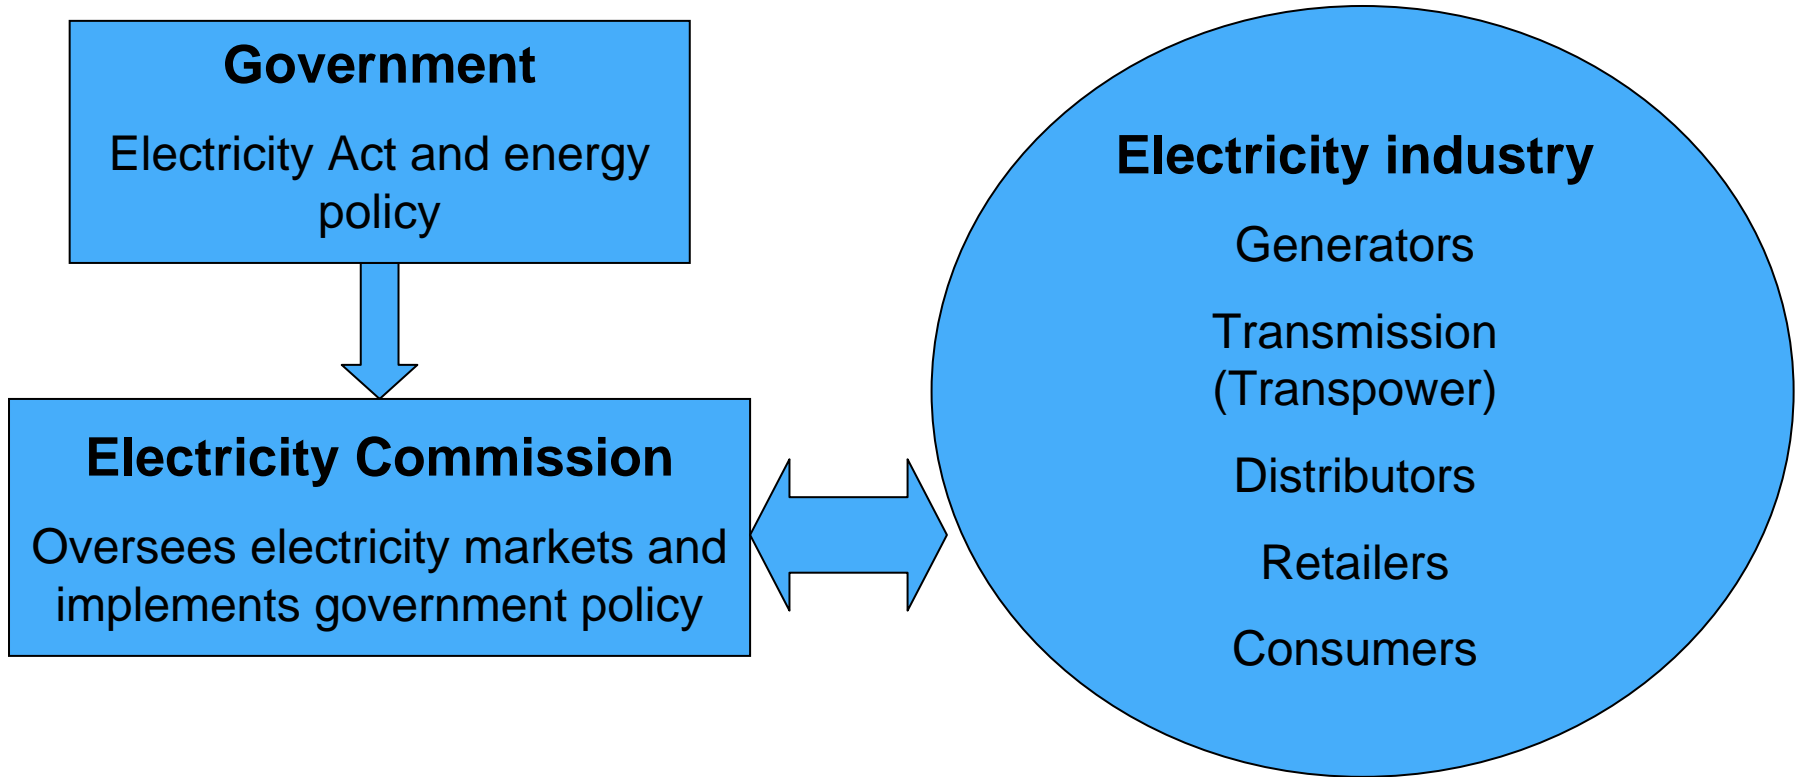 Government
Electricity Act and energy
policy
Electricity Commission
Oversees electricity markets and
implements government policy
Electricity industry
Generators
Transmission
(Transpower)
Distributors
Retailers
Consumers